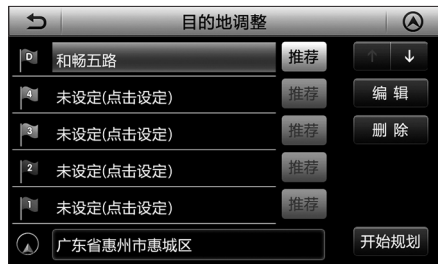 目的地调整
D 和畅五路 推荐 ↑ ↓
4 未设定(点击设定) 推荐 编辑
3 未设定(点击设定) 推荐 删除
2 未设定(点击设定) 推荐
1 未设定(点击设定) 推荐
广东省惠州市惠城区 开始规划